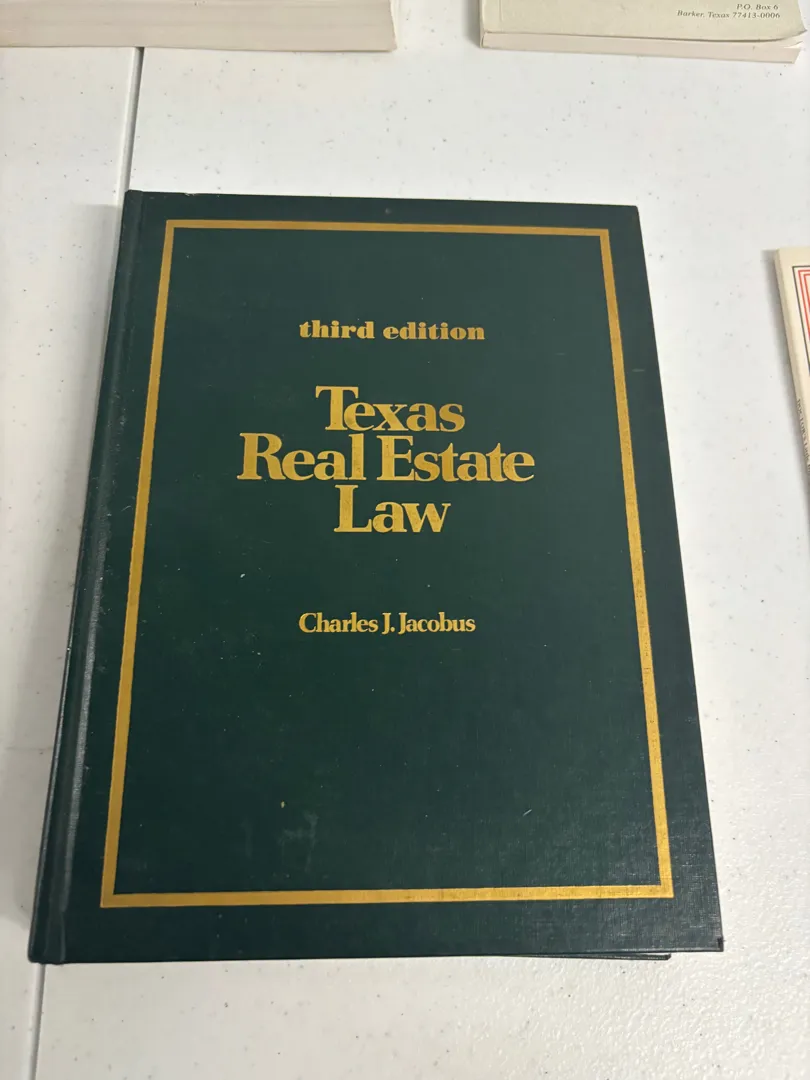 P.O. Box 6
Barker, Texas 77413-0006
third edition
Texas
Real Estate
Law
Charles J. Jacobus